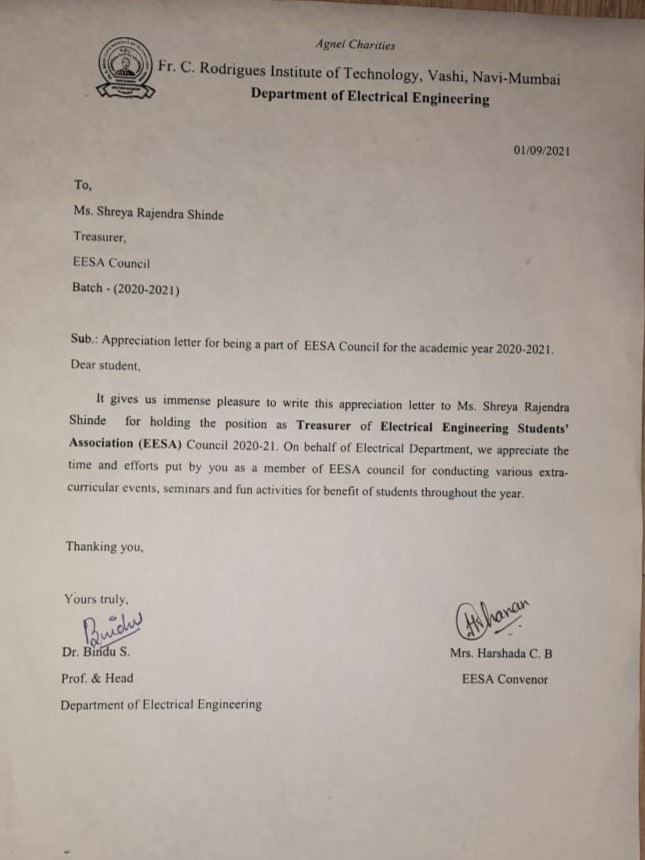 Agnel Charities
Fr. C. Rodrigues Institute of Technology, Vashi, Navi-Mumbai
Department of Electrical Engineering
01/09/2021
To,
Ms. Shreya Rajendra Shinde
Treasurer,
EESA Council
Batch - (2020-2021)
Sub.: Appreciation letter for being a part of EESA Council for the academic year 2020-2021.
Dear student,
It gives us immense pleasure to write this appreciation letter to Ms. Shreya Rajendra
Shinde for holding the position as Treasurer of Electrical Engineering Students'
Association (EESA) Council 2020-21. On behalf of Electrical Department, we appreciate the
time and efforts put by you as a member of EESA council for conducting various extra-
curricular events, seminars and fun activities for benefit of students throughout the year.
Thanking you,
Yours truly,
Bindu
Dr. Bindu S.
Mrs. Harshada C. B
Prof. & Head
EESA Convenor
Department of Electrical Engineering